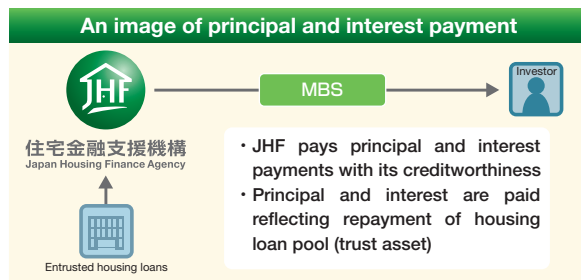 An image of principal and interest payment
JHF
MBS
Investor
住宅金融支援機構
Japan Housing Finance Agency
・JHF pays principal and interest
payments with its creditworthiness
・Principal and interest are paid
reflecting repayment of housing
loan pool (trust asset)
Entrusted housing loans